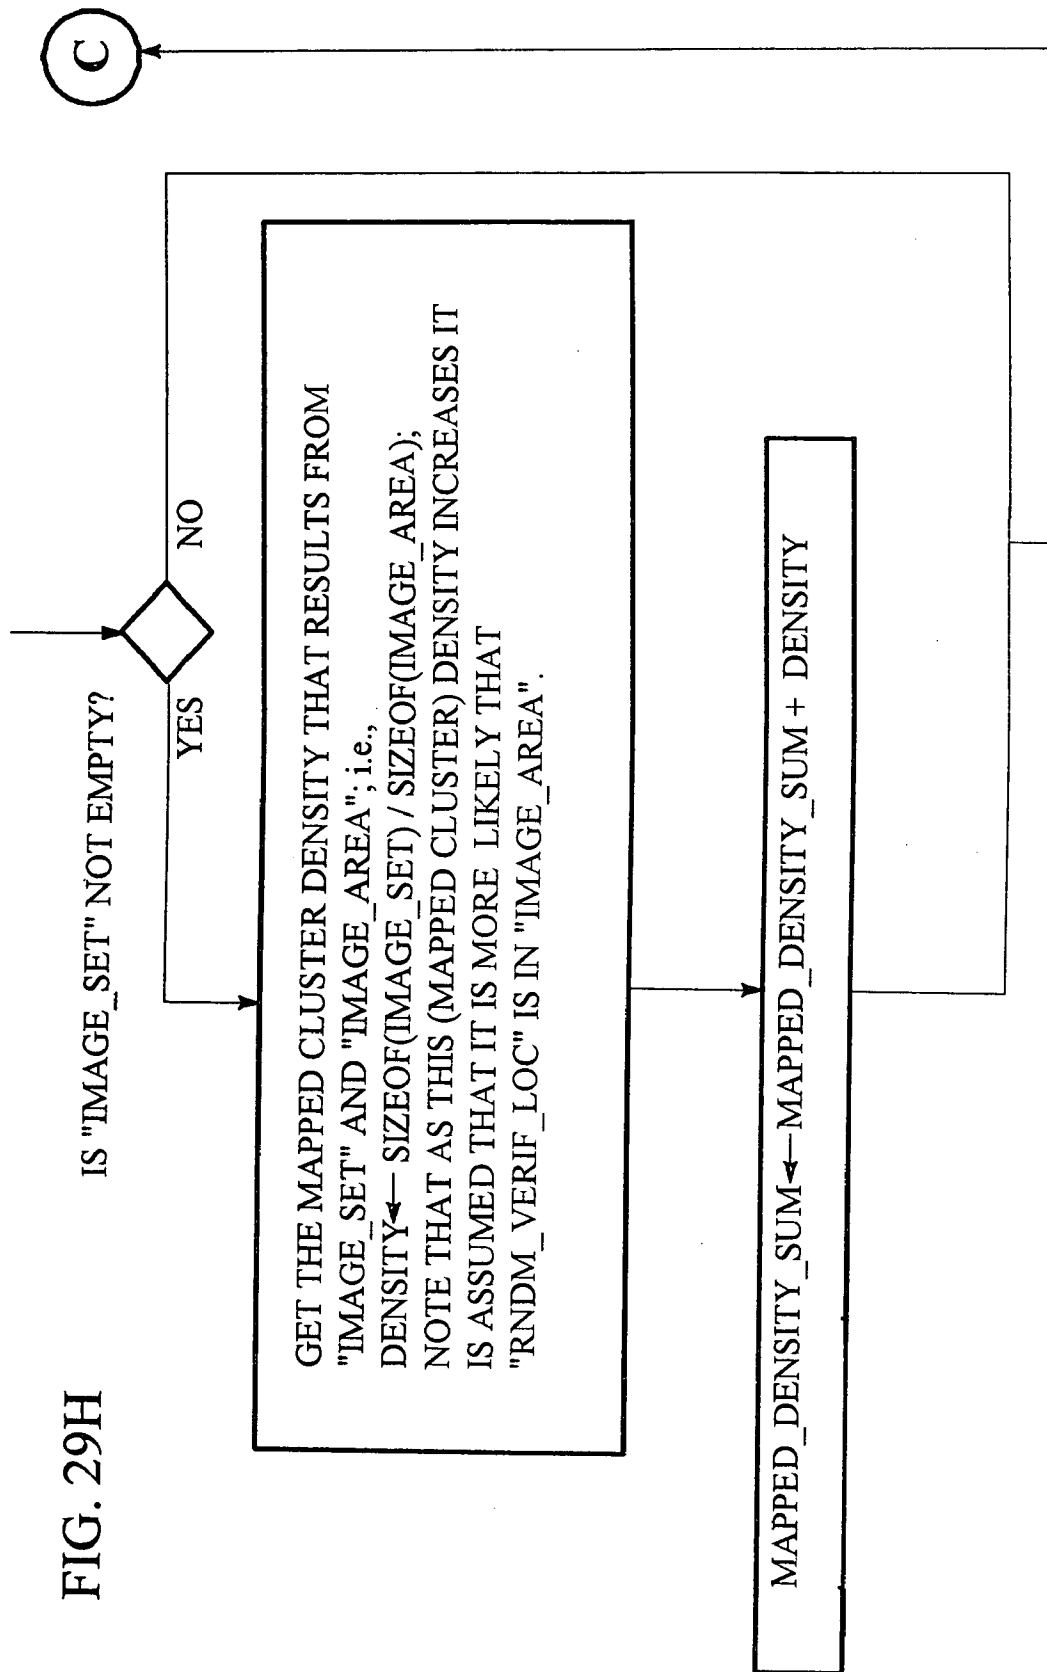 FIG. 29H
C
IS "IMAGE_SET" NOT EMPTY?
YES
NO
GET THE MAPPED CLUSTER DENSITY THAT RESULTS FROM
"IMAGE_SET" AND "IMAGE_AREA"; i.e.,
DENSITY← SIZEOF(IMAGE_SET) / SIZEOF(IMAGE_AREA);
NOTE THAT AS THIS (MAPPED CLUSTER) DENSITY INCREASES IT
IS ASSUMED THAT IT IS MORE LIKELY THAT
"RNDM_VERIF_LOC" IS IN "IMAGE_AREA".
MAPPED_DENSITY_SUM←MAPPED_DENSITY_SUM + DENSITY